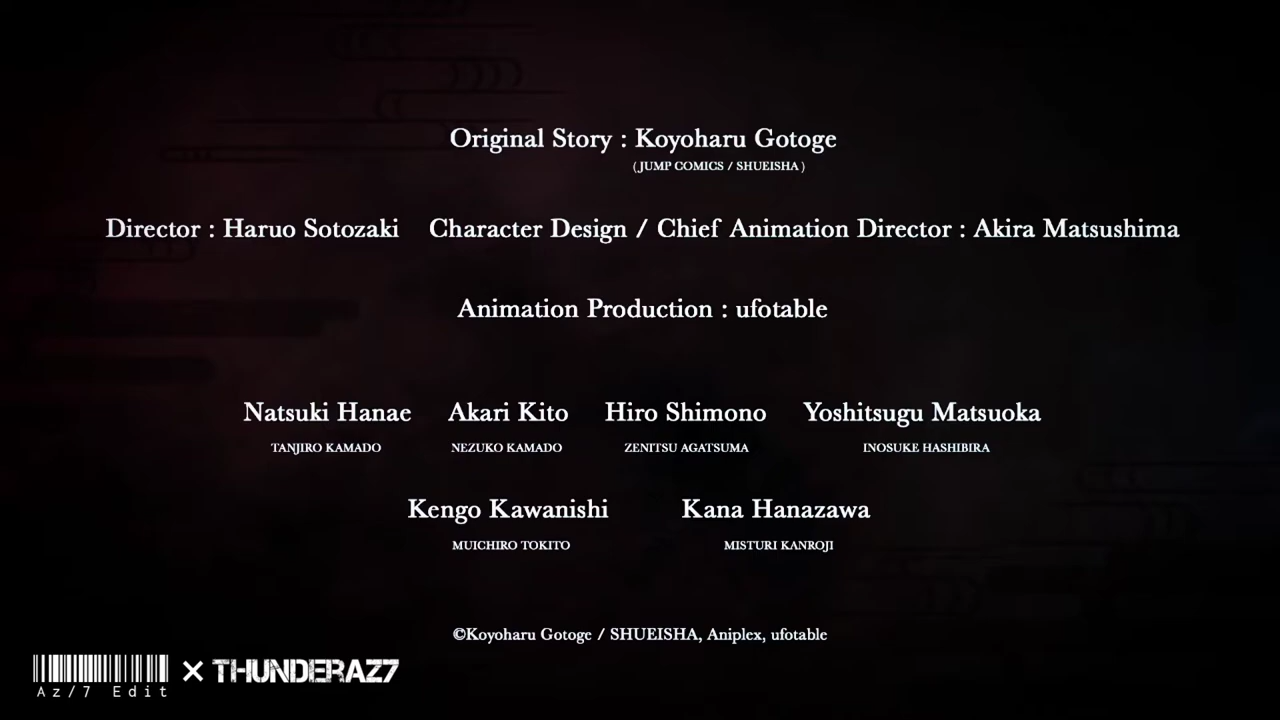 Original Story : Koyoharu Gotoge
( JUMP COMICS / SHUEISHA )
Director : Haruo Sotozaki Character Design / Chief Animation Director : Akira Matsushima
Animation Production : ufotable
Natsuki Hanae Akari Kito Hiro Shimono Yoshitsugu Matsuoka
TANJIRO KAMADO NEZUKO KAMADO ZENITSU AGATSUMA INOSUKE HASHIBIRA
Kengo Kawanishi Kana Hanazawa
MUICHIRO TOKITO MISTURI KANROJI
©Koyoharu Gotoge / SHUEISHA, Aniplex, ufotable
× THUNDERAZ7
Az/7 Edit